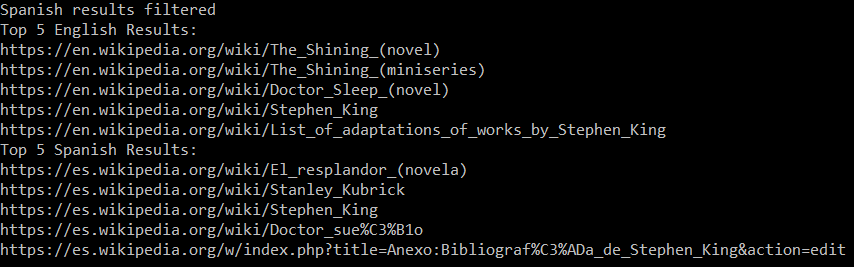 Spanish results filtered
Top 5 English Results:
https://en.wikipedia.org/wiki/The_Shining_(novel)
https://en.wikipedia.org/wiki/The_Shining_(miniseries)
https://en.wikipedia.org/wiki/Doctor_Sleep_(novel)
https://en.wikipedia.org/wiki/Stephen_King
https://en.wikipedia.org/wiki/List_of_adaptations_of_works_by_Stephen_King
Top 5 Spanish Results:
https://es.wikipedia.org/wiki/El_resplandor_(novela)
https://es.wikipedia.org/wiki/Stanley_Kubrick
https://es.wikipedia.org/wiki/Stephen_King
https://es.wikipedia.org/wiki/Doctor_sue%C3%B1o
https://es.wikipedia.org/w/index.php?title=Anexo:Bibliograf%C3%ADa_de_Stephen_King&action=edit